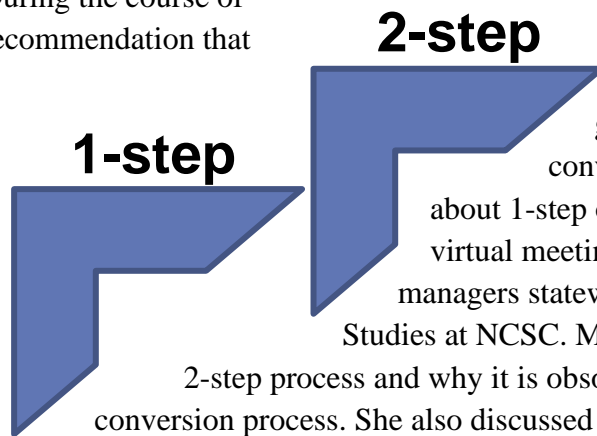 uring the course of
ecommendation that
2-step
1-step
conv
about 1-step
virtual meetin
managers statew
Studies at NCSC. M
2-step process and why it is obso
conversion process. She also discussed